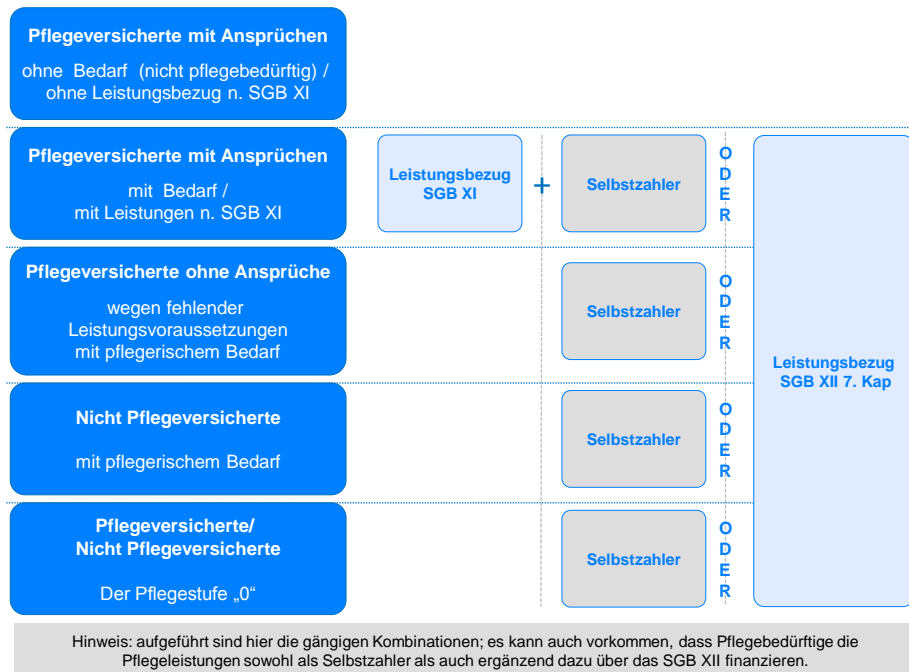 Pflegeversicherte mit Ansprüchen
ohne Bedarf (nicht pflegebedürftig) /
ohne Leistungsbezug n. SGB XI
Pflegeversicherte mit Ansprüchen
mit Bedarf /
mit Leistungen n. SGB XI
Leistungsbezug
SGB XI
+
Selbstzahler
O
D
E
R
Pflegeversicherte ohne Ansprüche
wegen fehlender
Leistungsvoraussetzungen
mit pflegerischem Bedarf
Selbstzahler
O
D
E
R
Leistungsbezug
SGB XII 7. Kap
Nicht Pflegeversicherte
mit pflegerischem Bedarf
Selbstzahler
O
D
E
R
Pflegeversicherte/
Nicht Pflegeversicherte
Der Pflegestufe „0“
Selbstzahler
O
D
E
R
Hinweis: aufgeführt sind hier die gängigen Kombinationen; es kann auch vorkommen, dass Pflegebedürftige die
Pflegeleistungen sowohl als Selbstzahler als auch ergänzend dazu über das SGB XII finanzieren.